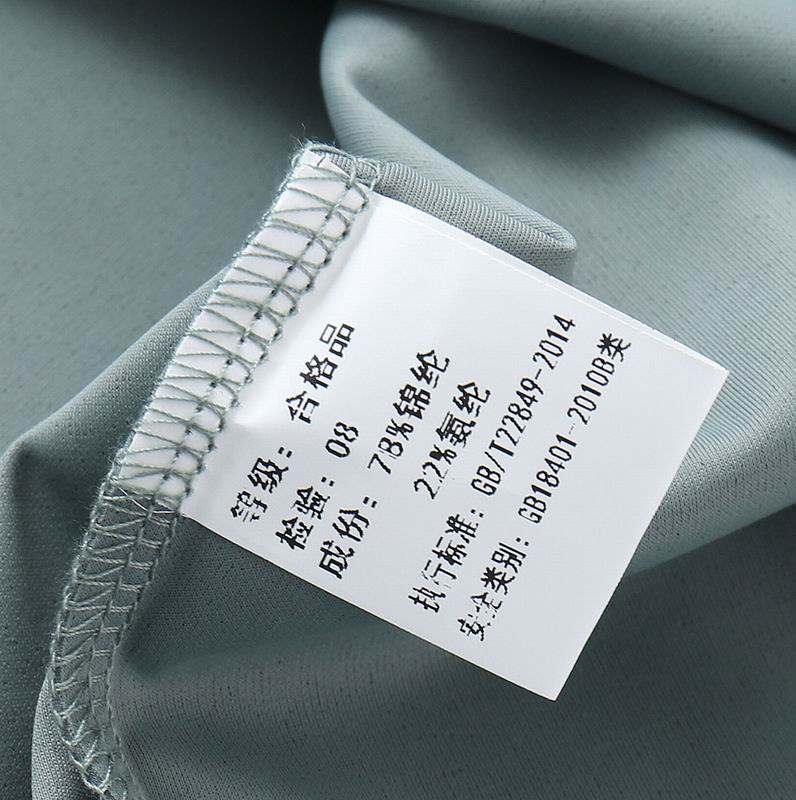 等级：合格品
检验：08
成份：78%锦纶
22%氨纶
执行标准：GB/T22849-2014
安全类别：GB18401-2010B类